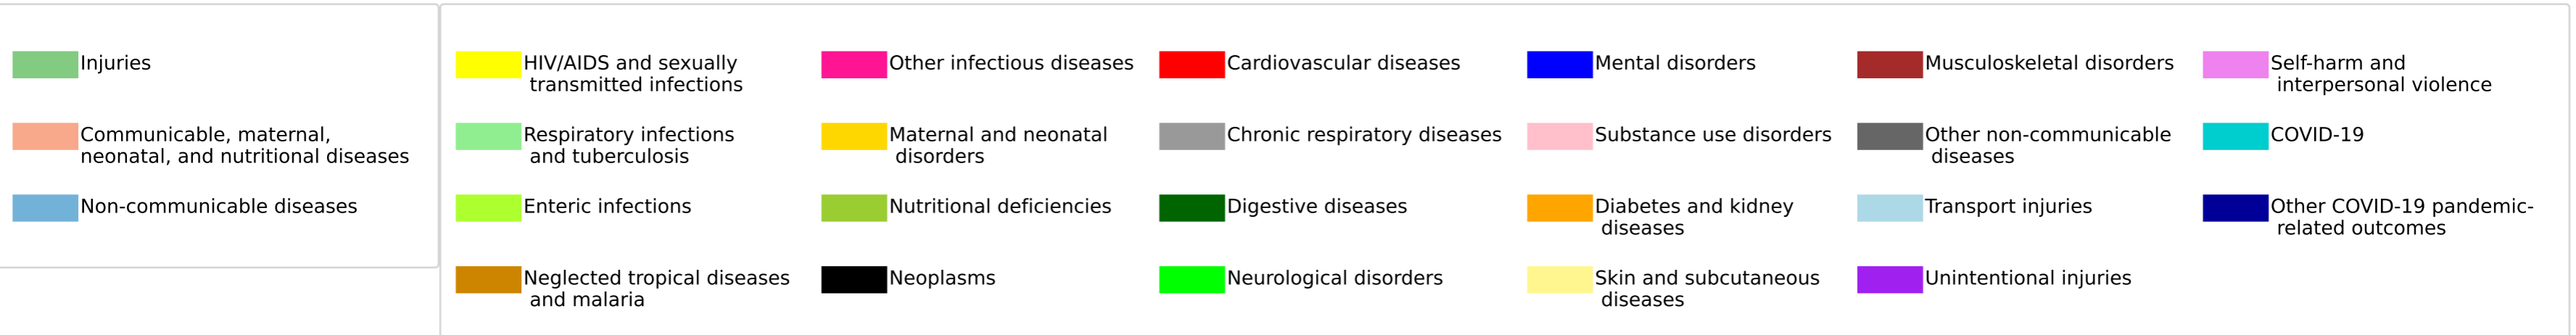 Injuries
Communicable, maternal,
neonatal, and nutritional diseases
Non-communicable diseases
HIV/AIDS and sexually
transmitted infections
Respiratory infections
and tuberculosis
Enteric infections
Neglected tropical diseases
and malaria
Other infectious diseases
Maternal and neonatal
disorders
Nutritional deficiencies
Neoplasms
Cardiovascular diseases
Chronic respiratory diseases
Digestive diseases
Neurological disorders
Mental disorders
Substance use disorders
Diabetes and kidney
diseases
Skin and subcutaneous
diseases
Musculoskeletal disorders
Other non-communicable
diseases
Transport injuries
Unintentional injuries
Self-harm and
interpersonal violence
COVID-19
Other COVID-19 pandemic-
related outcomes